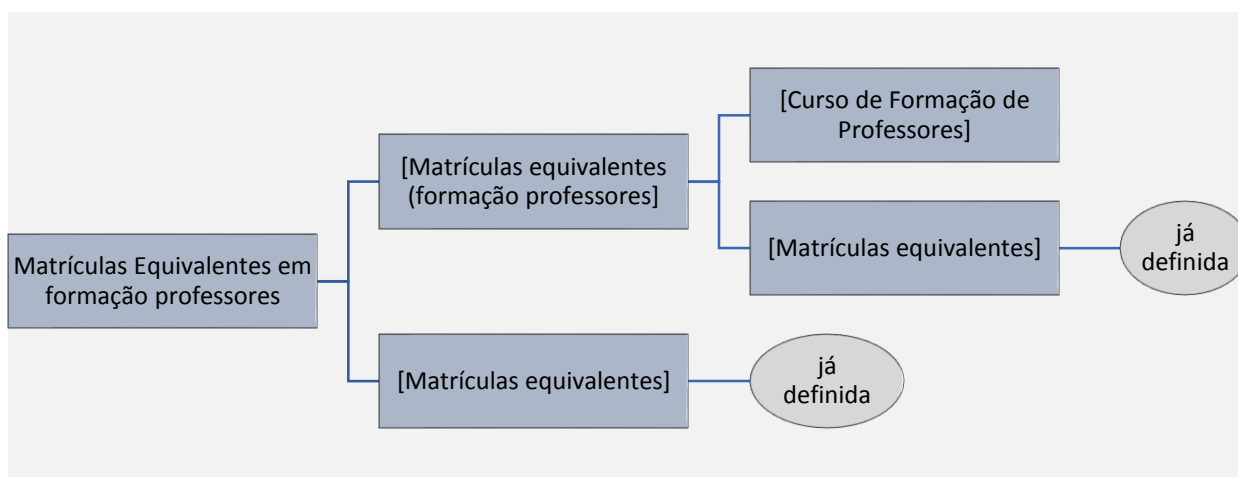 [Curso de Formação de
Professores]
[Matrículas equivalentes
(formação professores]
[Matrículas equivalentes]
já
definida
Matrículas Equivalentes em
formação professores
[Matrículas equivalentes]
já
definida